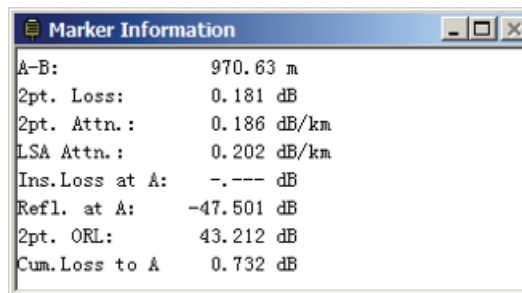 Marker Information
A-B: 970.63 m
2pt. Loss: 0.181 dB
2pt. Attn.: 0.186 dB/km
LSA Attn.: 0.202 dB/km
Ins.Loss at A: -.--- dB
Refl. at A: -47.501 dB
2pt. ORL: 43.212 dB
Cum.Loss to A 0.732 dB